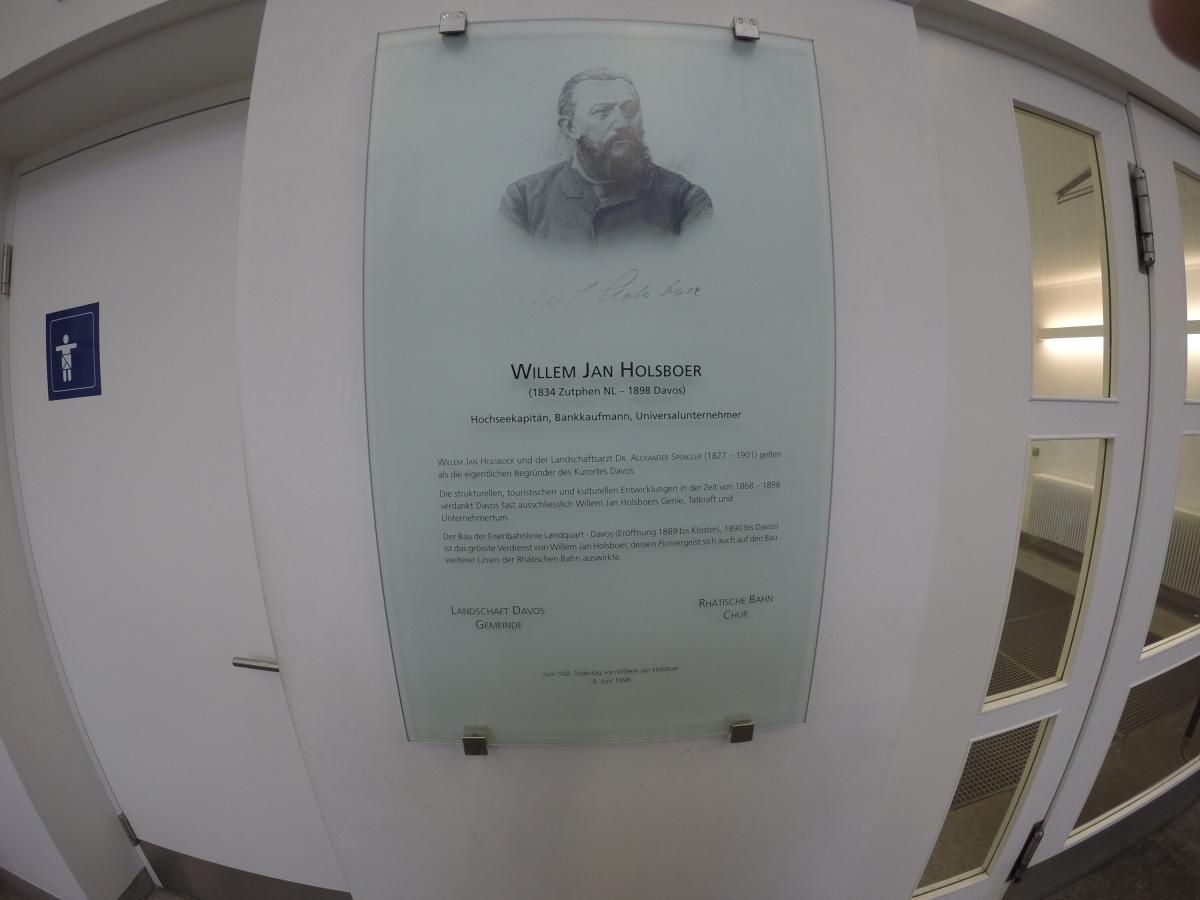 W J Holsboer
WILLEM JAN HOLSBOER
(1834 Zutphen NL – 1898 Davos)
Hochseekapitän, Bankkaufmann, Universalunternehmer
WILLEM JAN HOLSBOER und der Landschaftsarzt DR. ALEXANDER SPENGLER (1827 – 1901) gelten
als die eigentlichen Begründer des Kurortes Davos.
Die strukturellen, touristischen und kulturellen Entwicklungen in der Zeit von 1868 – 1898
verdankt Davos fast ausschliesslich Willem Jan Holsboers Genie, Tatkraft und
Unternehmertum.
Der Bau der Eisenbahnlinie Landquart - Davos (Eröffnung 1889 bis Klosters, 1890 bis Davos)
ist das grösste Verdienst von Willem Jan Holsboer, dessen Pioniergeist sich auch auf den Bau
weiterer Linien der Rhätischen Bahn auswirkte.
LANDSCHAFT DAVOS
GEMEINDE
RHÄTISCHE BAHN
CHUR
zum 100. Todestag von Willem Jan Holsboer
8. Juni 1998